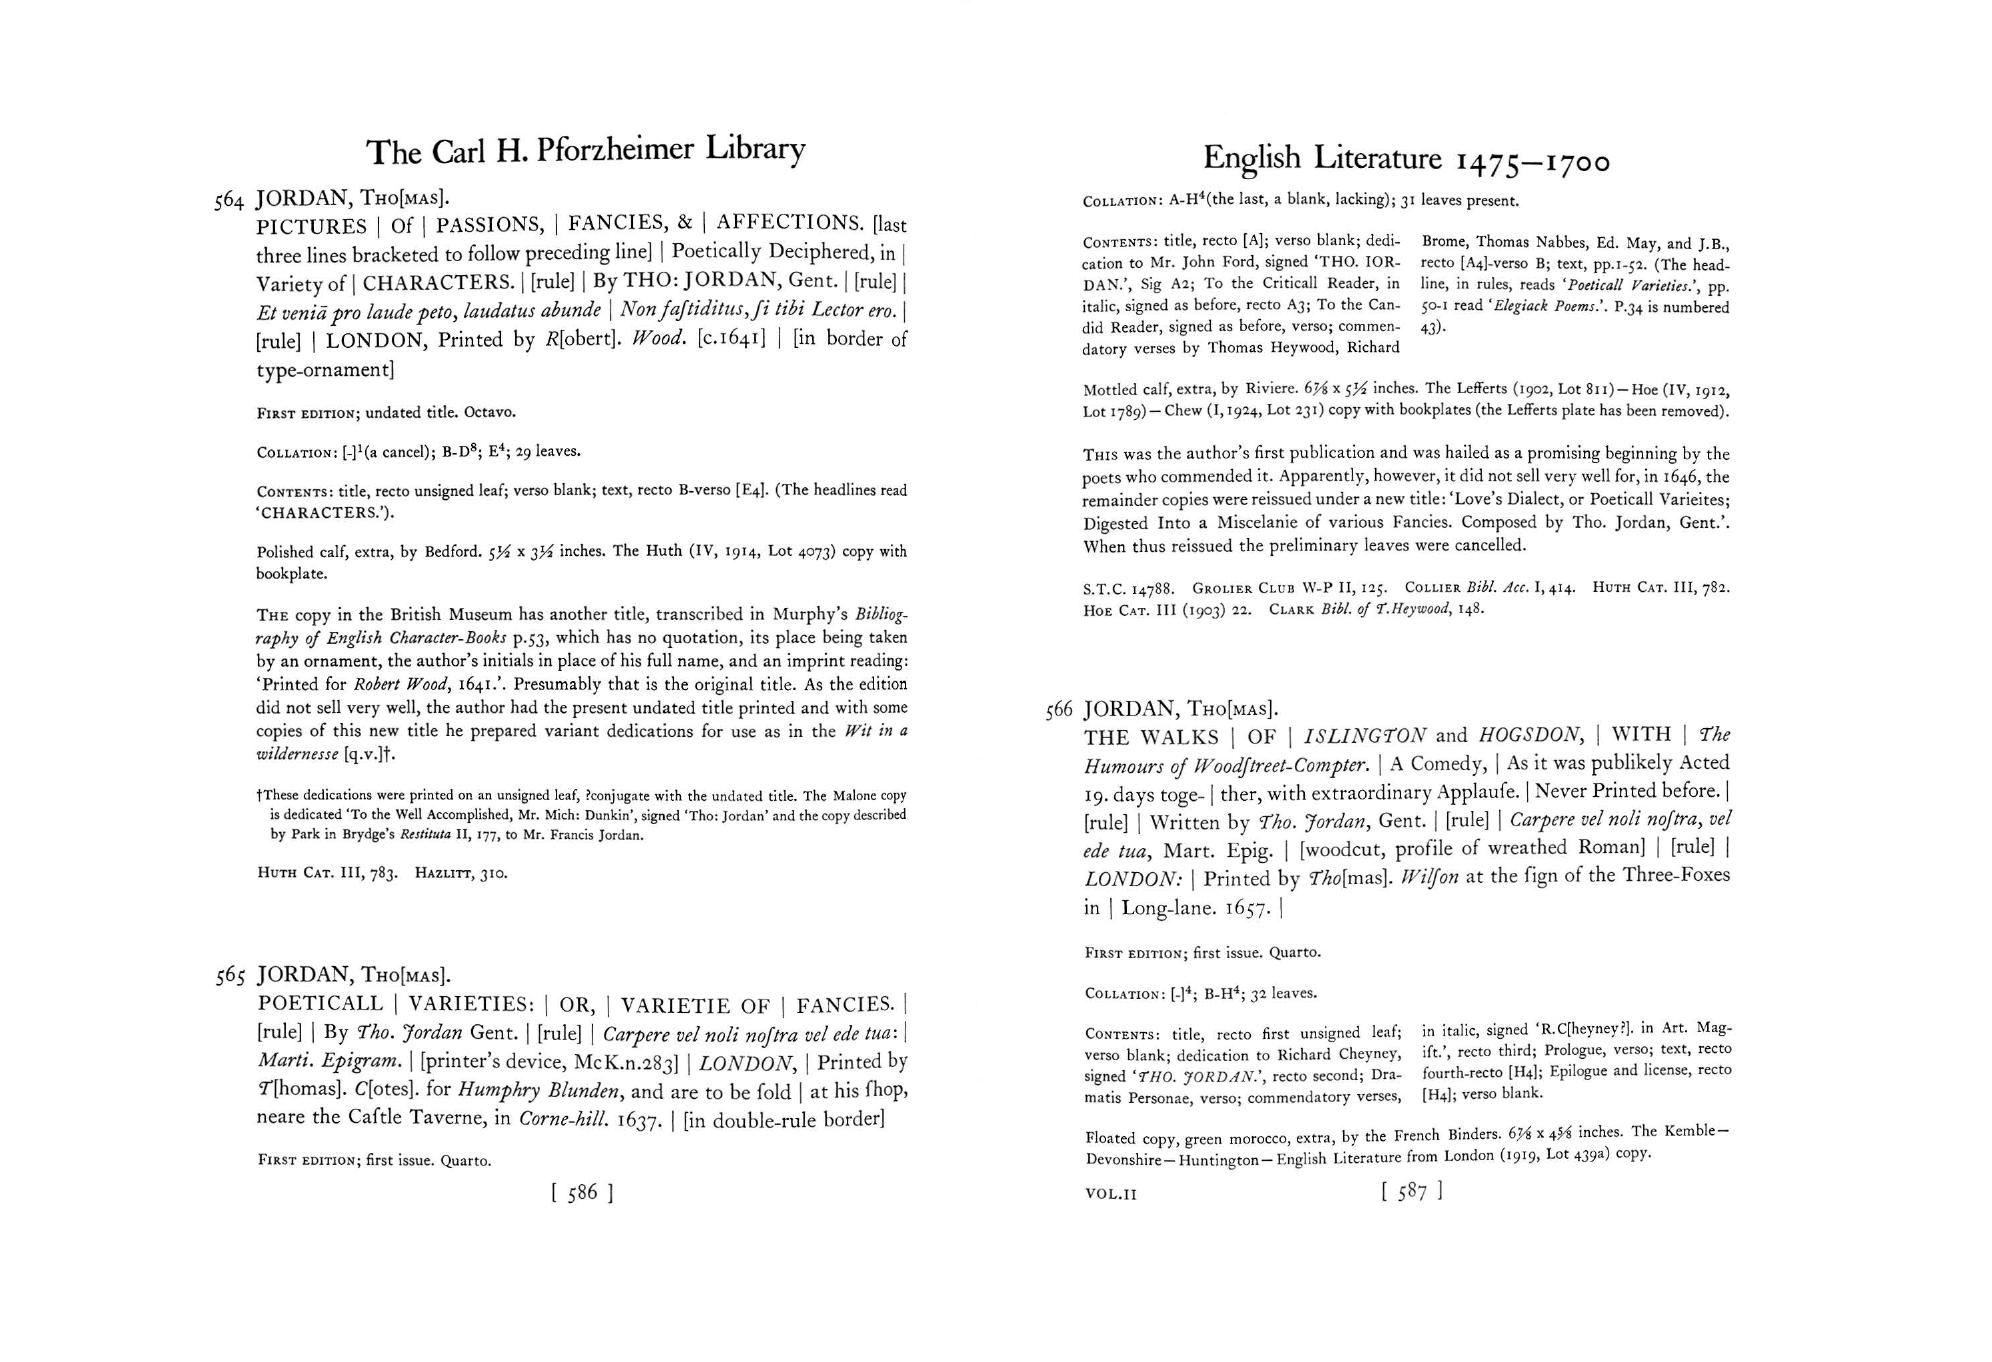 The Carl H. Pforzheimer Library
564 JORDAN, Tho[mas].
PICTURES | Of | PASSIONS, | FANCIES, & | AFFECTIONS. [last
three lines bracketed to follow preceding line] | Poetically Deciphered, in |
Variety of | CHARACTERS. | [rule] | By THO: JORDAN, Gent. | [rule] |
Et veniā pro laude peto, laudatus abunde | Non faſtiditus, ſi tibi Lector ero. |
[rule] | LONDON, Printed by R[obert]. Wood. [c.1641] | [in border of
type-ornament]
First edition; undated title. Octavo.
Collation: [-]¹(a cancel); B-D⁸; E⁴; 29 leaves.
Contents: title, recto unsigned leaf; verso blank; text, recto B-verso [E4]. (The headlines read
‘CHARACTERS.’).
Polished calf, extra, by Bedford. 5½ x 3½ inches. The Huth (IV, 1914, Lot 4073) copy with
bookplate.
The copy in the British Museum has another title, transcribed in Murphy’s Bibliog-
raphy of English Character-Books p.53, which has no quotation, its place being taken
by an ornament, the author’s initials in place of his full name, and an imprint reading:
‘Printed for Robert Wood, 1641.’. Presumably that is the original title. As the edition
did not sell very well, the author had the present undated title printed and with some
copies of this new title he prepared variant dedications for use as in the Wit in a
wildernesse [q.v.]†.
†These dedications were printed on an unsigned leaf, ?conjugate with the undated title. The Malone copy
is dedicated ‘To the Well Accomplished, Mr. Mich: Dunkin’, signed ‘Tho: Jordan’ and the copy described
by Park in Brydge’s Restituta II, 177, to Mr. Francis Jordan.
Huth Cat. III, 783. Hazlitt, 310.
565 JORDAN, Tho[mas].
POETICALL | VARIETIES: | OR, | VARIETIE OF | FANCIES. |
[rule] | By Tho. Jordan Gent. | [rule] | Carpere vel noli noſtra vel ede tua: |
Marti. Epigram. | [printer’s device, McK.n.283] | LONDON, | Printed by
T[homas]. C[otes]. for Humphry Blunden, and are to be ſold | at his ſhop,
neare the Caſtle Taverne, in Corne-hill. 1637. | [in double-rule border]
First edition; first issue. Quarto.
[ 586 ]
English Literature 1475–1700
Collation: A-H⁴(the last, a blank, lacking); 31 leaves present.
Contents: title, recto [A]; verso blank; dedi-
cation to Mr. John Ford, signed ‘THO. IOR-
DAN.’, Sig A2; To the Criticall Reader, in
italic, signed as before, recto A3; To the Can-
did Reader, signed as before, verso; commen-
datory verses by Thomas Heywood, Richard
Brome, Thomas Nabbes, Ed. May, and J.B.,
recto [A4]-verso B; text, pp.1-52. (The head-
line, in rules, reads ‘Poeticall Varieties.’, pp.
50-1 read ‘Elegiack Poems.’. P.34 is numbered
43).
Mottled calf, extra, by Riviere. 6⅞ x 5½ inches. The Lefferts (1902, Lot 811)—Hoe (IV, 1912,
Lot 1789)—Chew (I, 1924, Lot 231) copy with bookplates (the Lefferts plate has been removed).
This was the author’s first publication and was hailed as a promising beginning by the
poets who commended it. Apparently, however, it did not sell very well for, in 1646, the
remainder copies were reissued under a new title: ‘Love’s Dialect, or Poeticall Varieites;
Digested Into a Miscelanie of various Fancies. Composed by Tho. Jordan, Gent.’.
When thus reissued the preliminary leaves were cancelled.
S.T.C. 14788. Grolier Club W-P II, 125. Collier Bibl. Acc. I, 414. Huth Cat. III, 782.
Hoe Cat. III (1903) 22. Clark Bibl. of T.Heywood, 148.
566 JORDAN, Tho[mas].
THE WALKS | OF | ISLINGTON and HOGSDON, | WITH | The
Humours of Woodſtreet-Compter. | A Comedy, | As it was publikely Acted
19. days toge- | ther, with extraordinary Applauſe. | Never Printed before. |
[rule] | Written by Tho. Jordan, Gent. | [rule] | Carpere vel noli noſtra, vel
ede tua, Mart. Epig. | [woodcut, profile of wreathed Roman] | [rule] |
LONDON: | Printed by Tho[mas]. Wilſon at the ſign of the Three-Foxes
in | Long-lane. 1657. |
First edition; first issue. Quarto.
Collation: [-]⁴; B-H⁴; 32 leaves.
Contents: title, recto first unsigned leaf;
verso blank; dedication to Richard Cheyney,
signed ‘THO. JORDAN.’, recto second; Dra-
matis Personae, verso; commendatory verses,
in italic, signed ‘R.C[heyney?]. in Art. Mag-
iſt.’, recto third; Prologue, verso; text, recto
fourth-recto [H4]; Epilogue and license, recto
[H4]; verso blank.
Floated copy, green morocco, extra, by the French Binders. 6⅞ x 4⅝ inches. The Kemble—
Devonshire—Huntington—English Literature from London (1919, Lot 439a) copy.
VOL.II
[ 587 ]